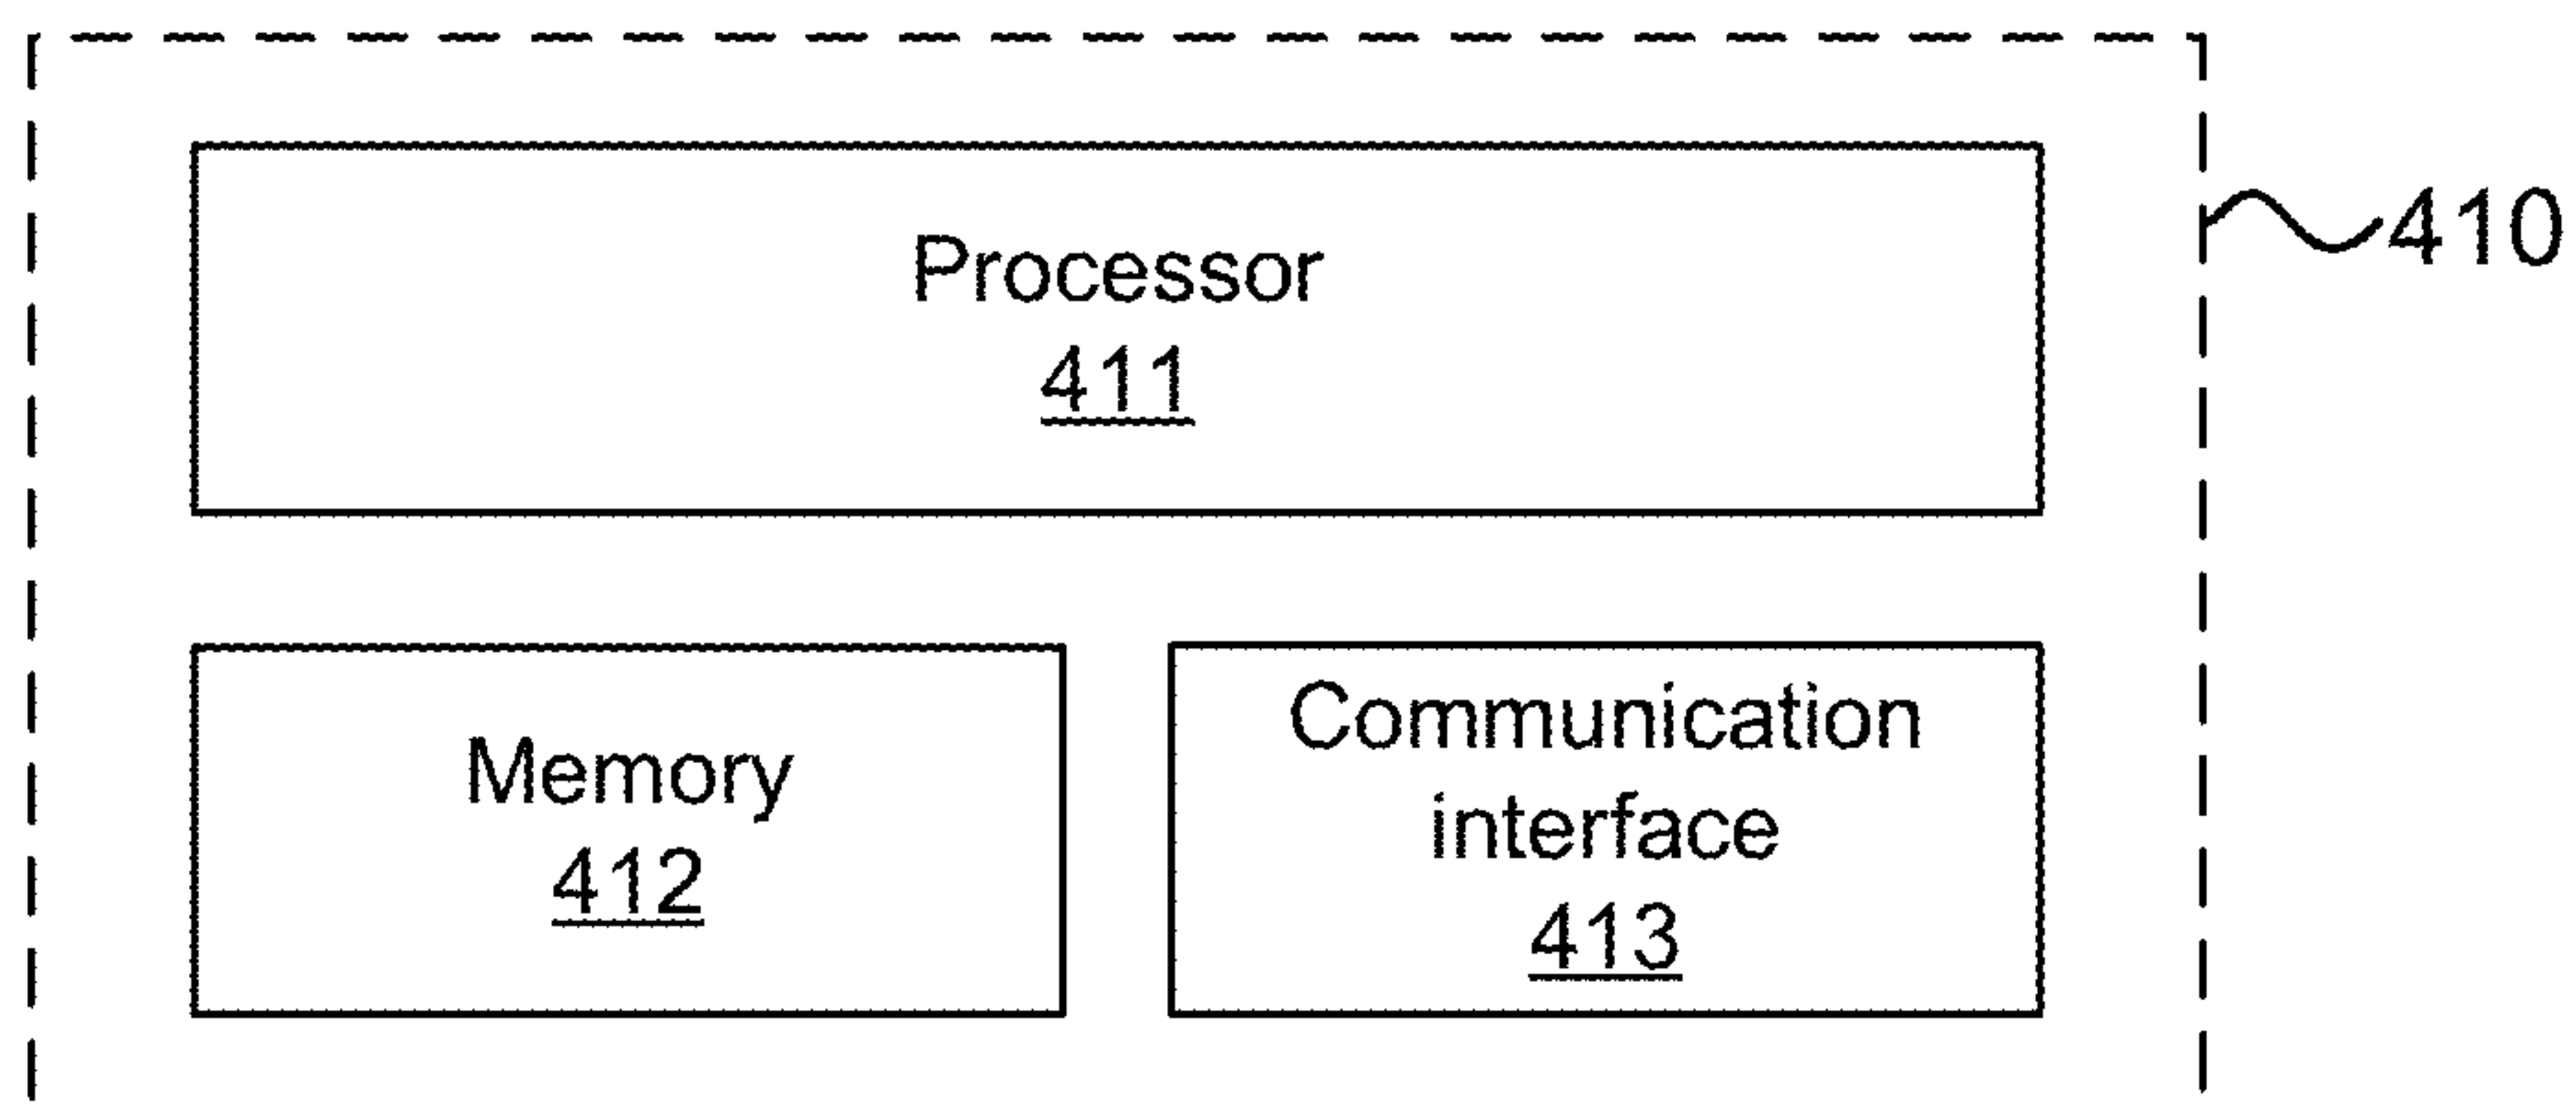 Processor
411
410
Memory
412
Communication
interface
413